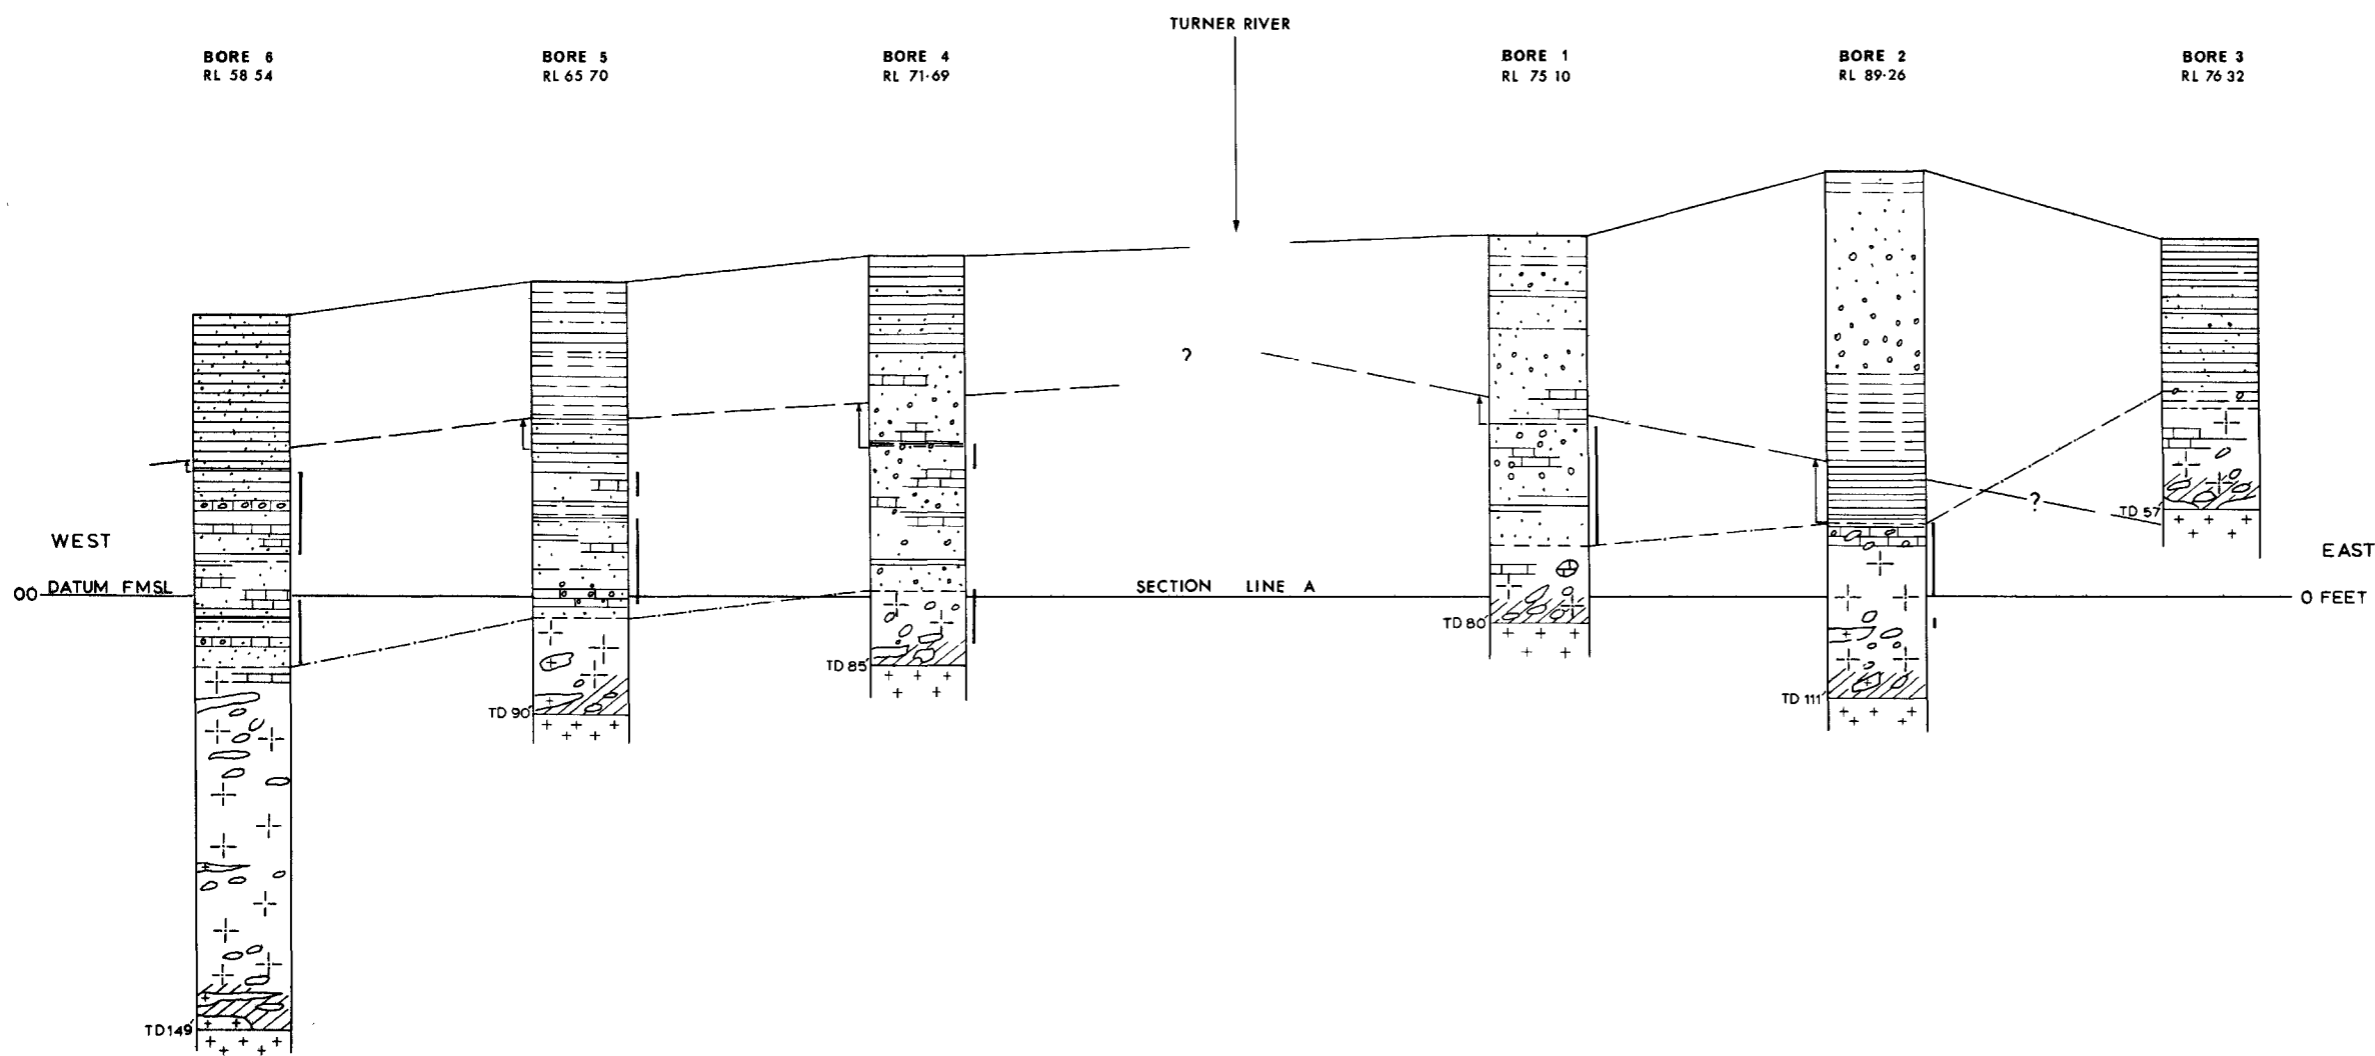 TURNER RIVER
BORE 6
RL 58 54
BORE 5
RL 65 70
BORE 4
RL 71·69
BORE 1
RL 75 10
BORE 2
RL 89·26
BORE 3
RL 76 32
?
?
TD 57'
WEST
EAST
00 DATUM FMSL
SECTION LINE A
0 FEET
TD 80'
TD 85'
TD 111'
TD 90'
TD 149'